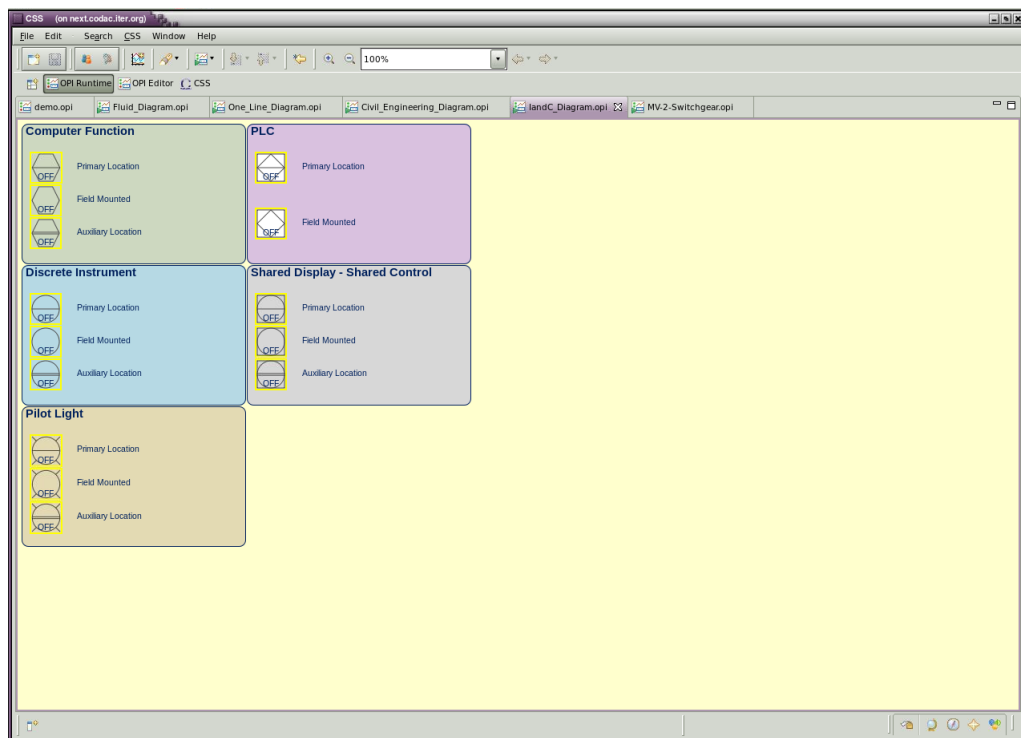 CSS (on next.codac.iter.org)
File Edit Search CSS Window Help
100%
OPI Runtime OPI Editor CSS
demo.opi Fluid_Diagram.opi One_Line_Diagram.opi Civil_Engineering_Diagram.opi IandC_Diagram.opi MV-2-Switchgear.opi
Computer Function
OFF Primary Location
OFF Field Mounted
OFF Auxiliary Location
PLC
OFF Primary Location
OFF Field Mounted
Discrete Instrument
OFF Primary Location
OFF Field Mounted
OFF Auxiliary Location
Shared Display - Shared Control
OFF Primary Location
OFF Field Mounted
OFF Auxiliary Location
Pilot Light
OFF Primary Location
OFF Field Mounted
OFF Auxiliary Location